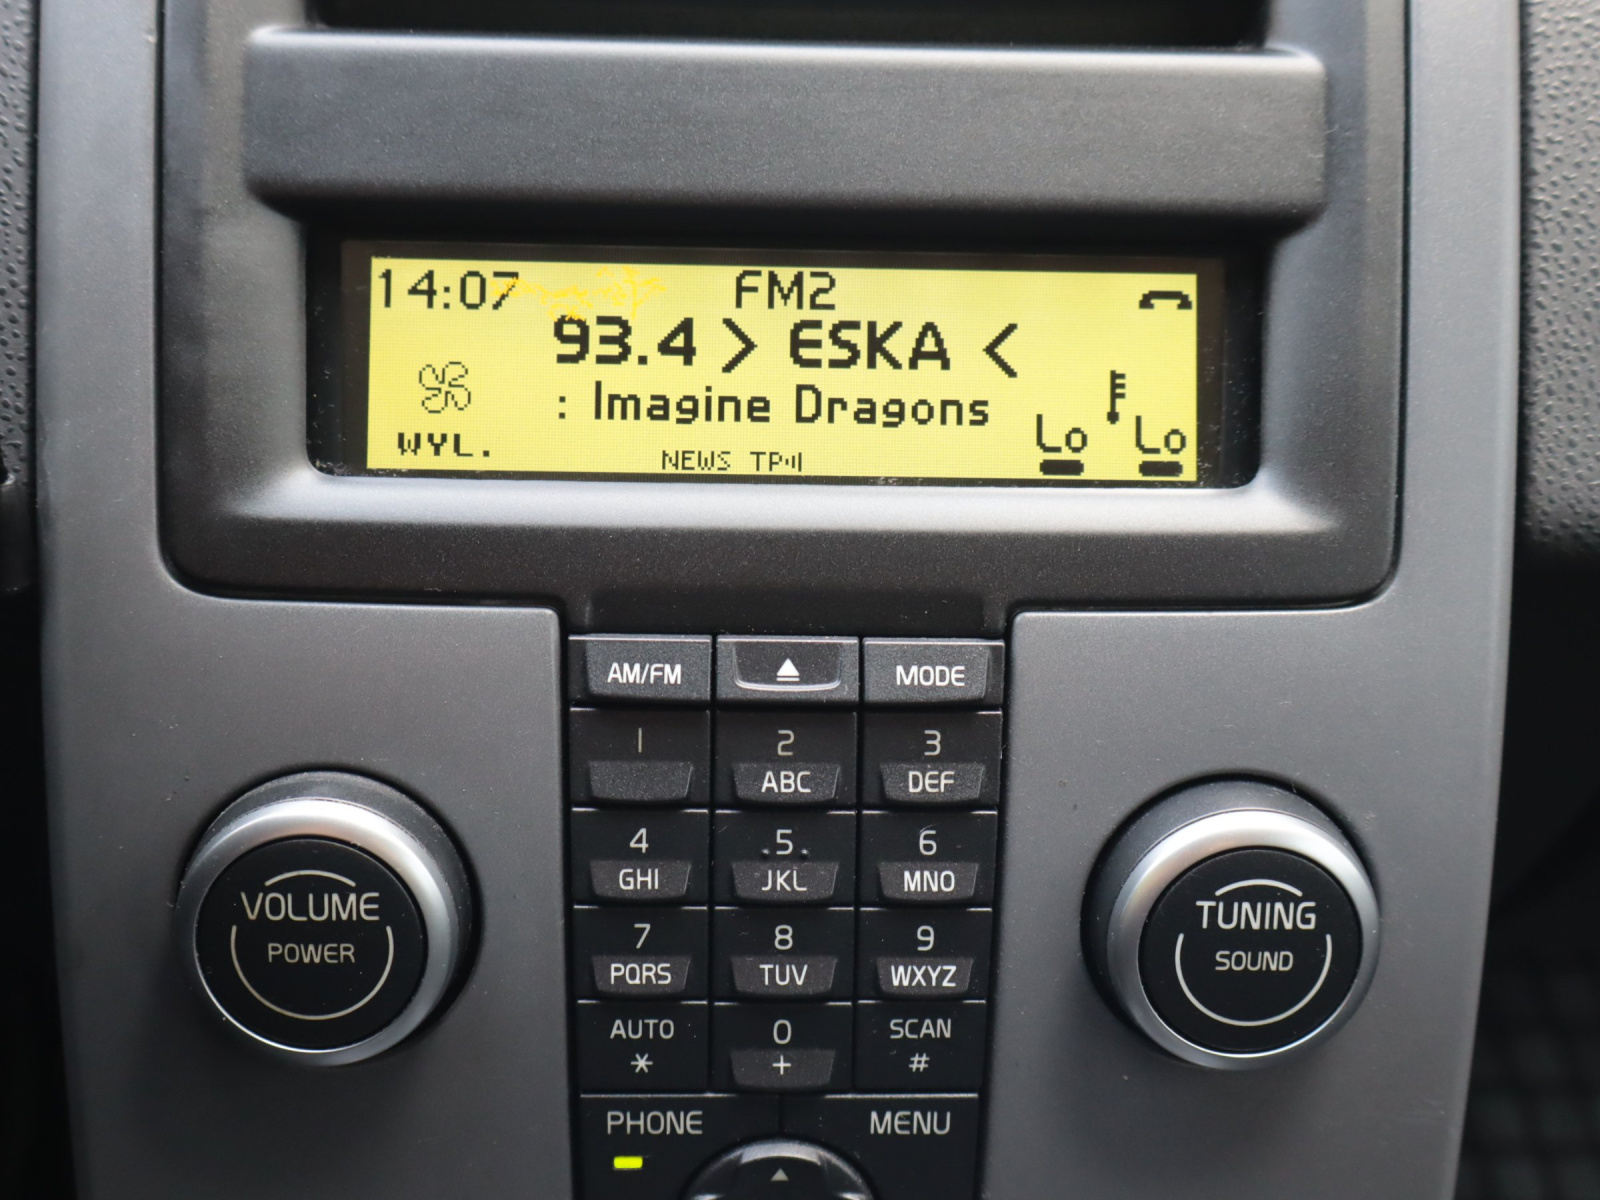 14:07 FM2
93.4 > ESKA <
: Imagine Dragons
WYL. NEWS TP Lo Lo
AM/FM MODE
1 2 3
ABC DEF
4 5 6
GHI JKL MNO
7 8 9
PQRS TUV WXYZ
AUTO 0 SCAN
* + #
PHONE MENU
VOLUME
POWER
TUNING
SOUND